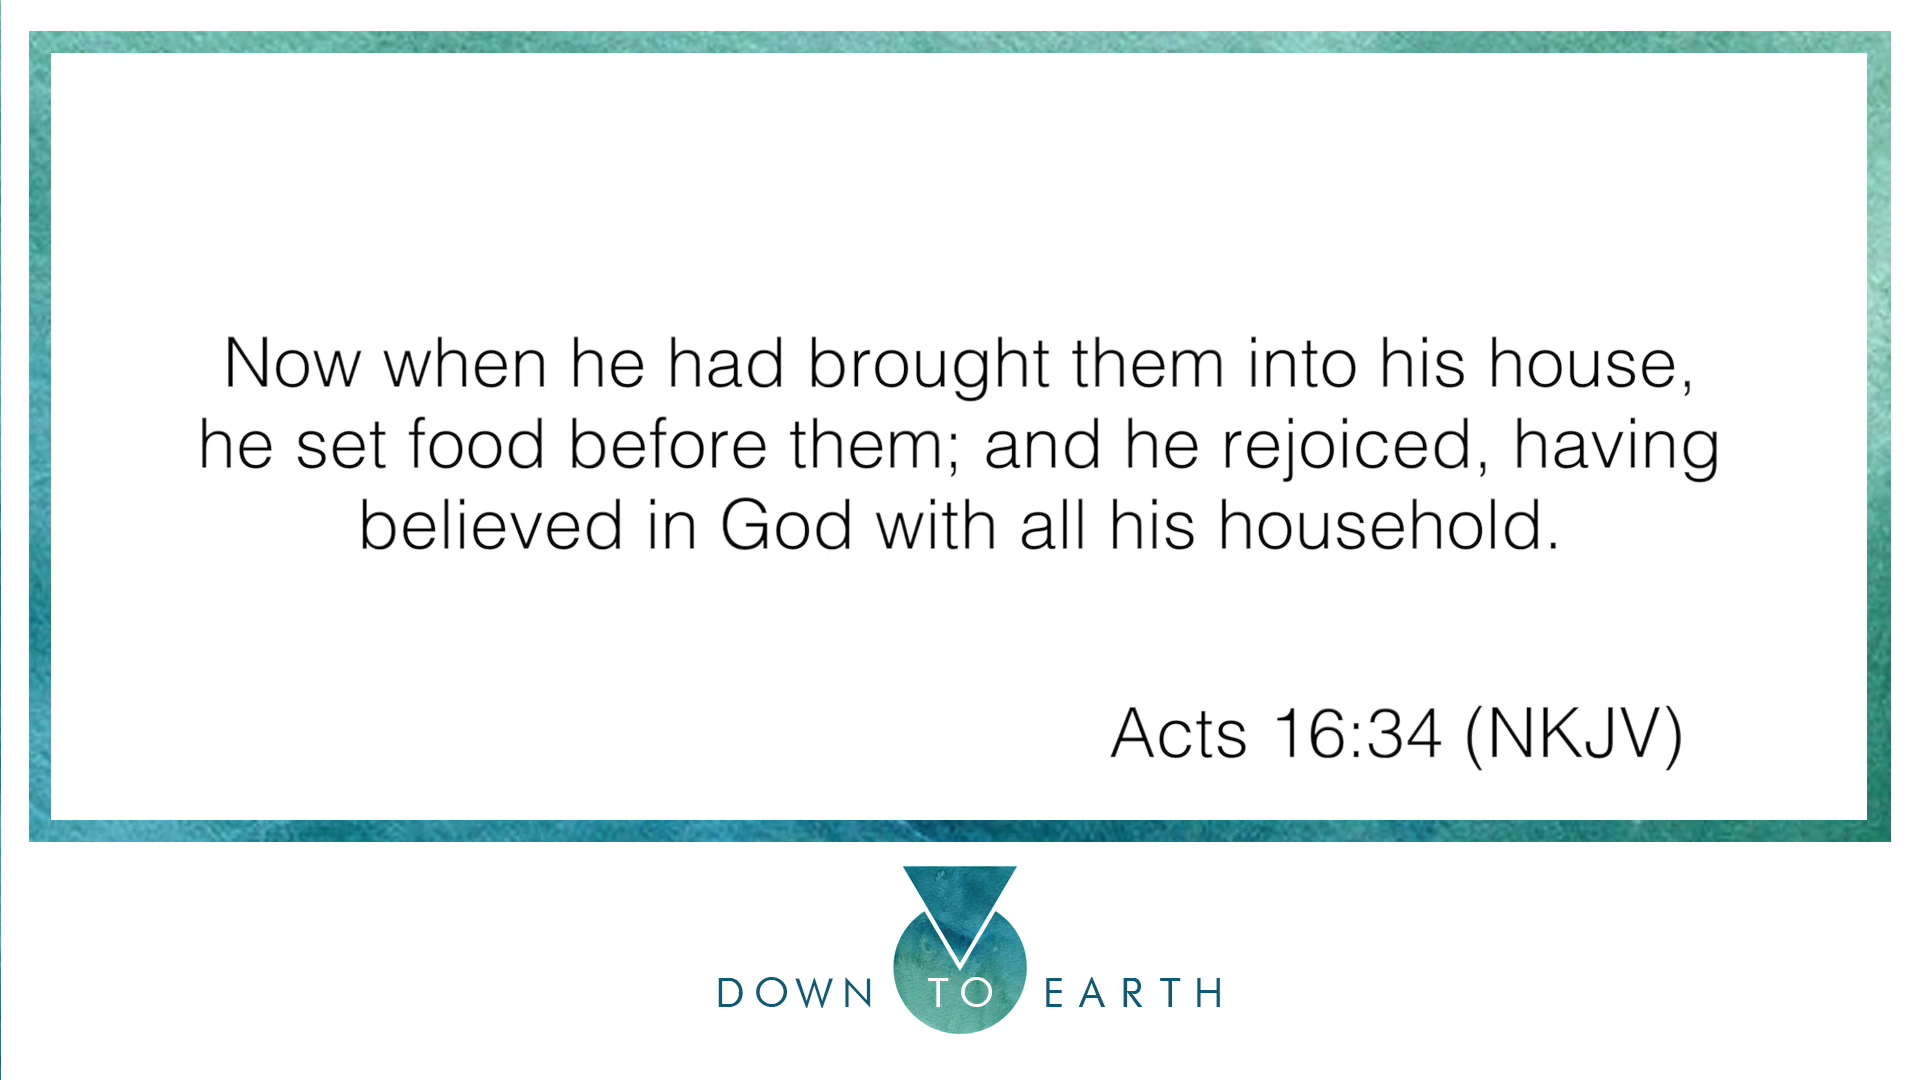 Now when he had brought them into his house,
he set food before them; and he rejoiced, having
believed in God with all his household.
Acts 16:34 (NKJV)
DOWN TO EARTH